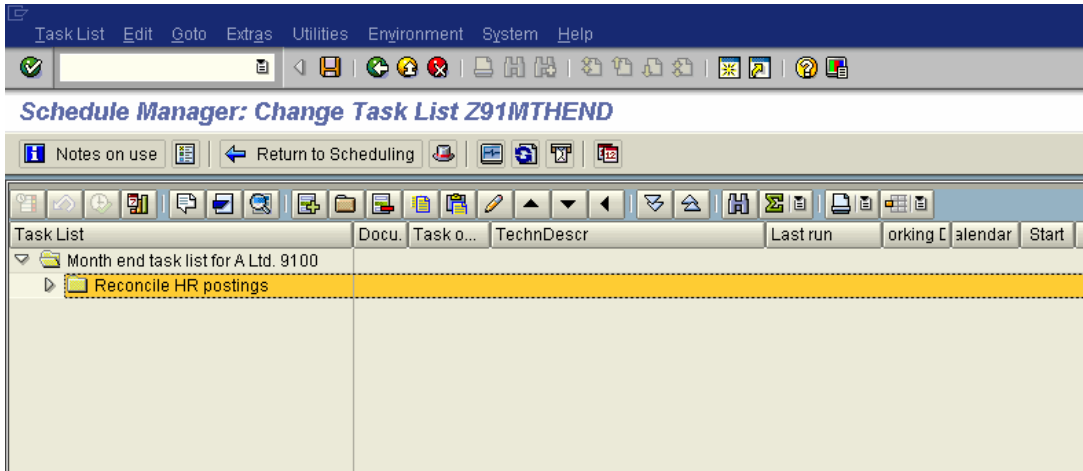 Task List Edit Goto Extras Utilities Environment System Help
Schedule Manager: Change Task List Z91MTHEND
Notes on use Return to Scheduling
Task List Docu. Task o... TechnDescr Last run orking D alendar Start
Month end task list for A Ltd. 9100
Reconcile HR postings